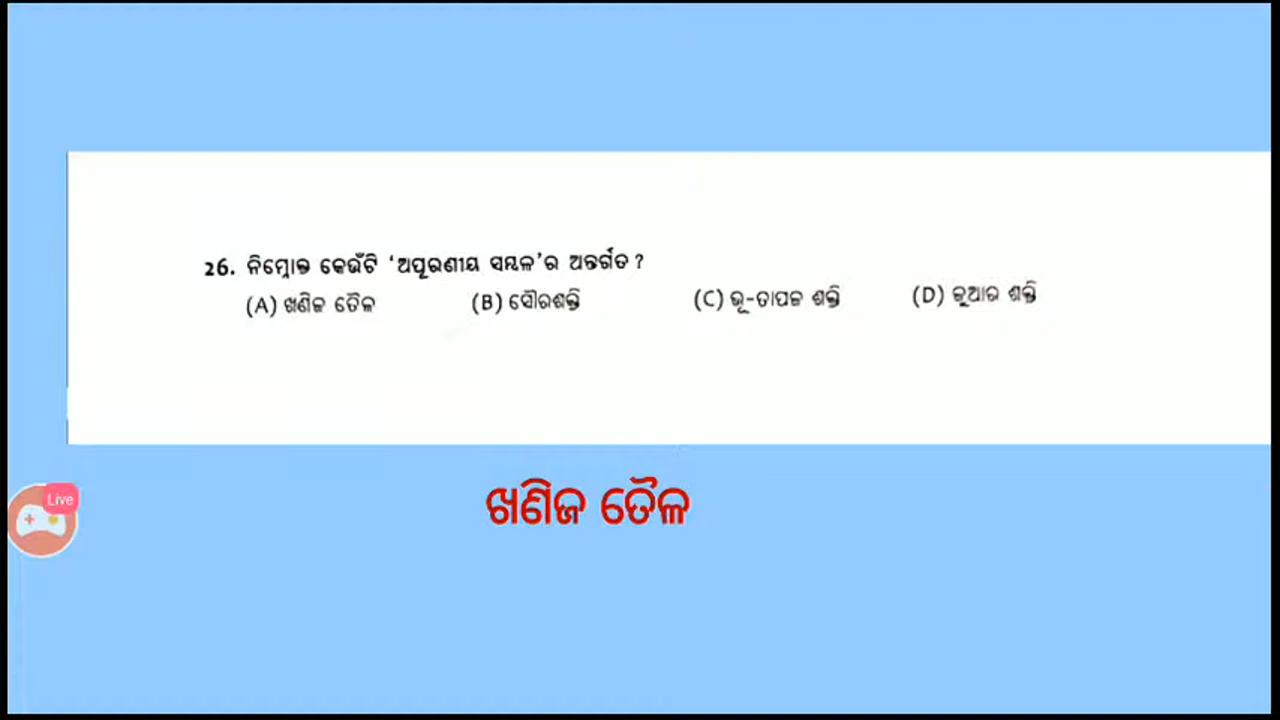 26. ନିମ୍ନୋକ୍ତ କେଉଁଟି ‘ଅପୂରଣୀୟ ସମ୍ବଳ’ର ଅନ୍ତର୍ଗତ ?
(A) ଖଣିଜ ତୈଳ (B) ସୌରଶକ୍ତି (C) ଭୂ-ତାପଜ ଶକ୍ତି (D) ଜୁଆର ଶକ୍ତି
Live
ଖଣିଜ ତୈଳ